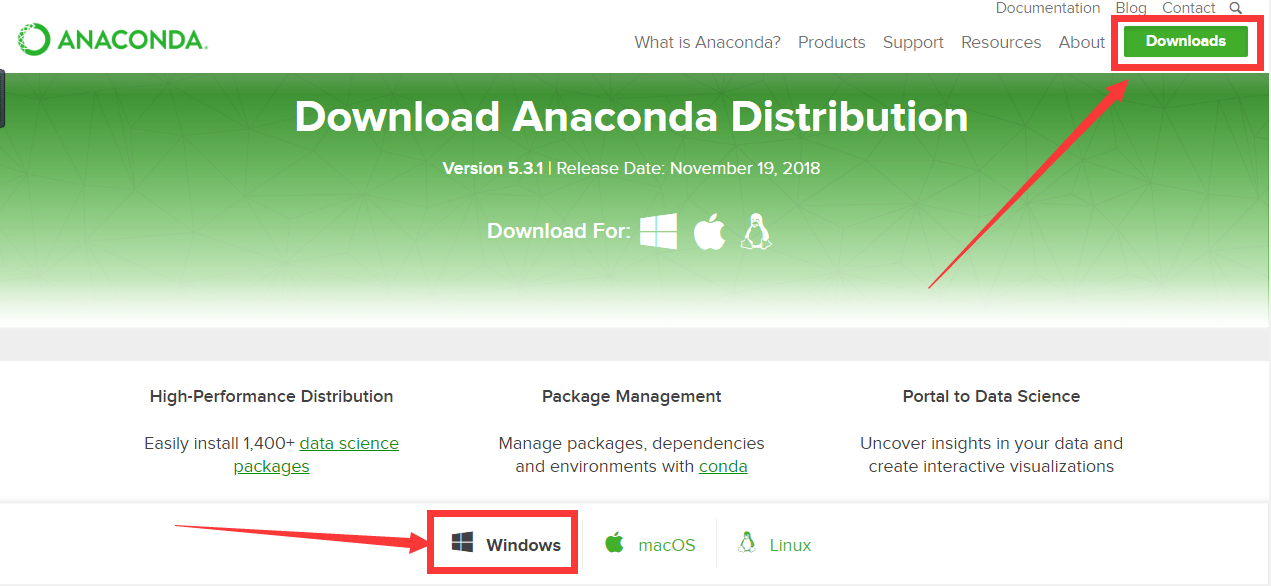 Documentation Blog Contact
ANACONDA.
What is Anaconda? Products Support Resources About Downloads
Download Anaconda Distribution
Version 5.3.1 | Release Date: November 19, 2018
Download For:
High-Performance Distribution
Easily install 1,400+ data science
packages
Package Management
Manage packages, dependencies
and environments with conda
Portal to Data Science
Uncover insights in your data and
create interactive visualizations
Windows macOS Linux